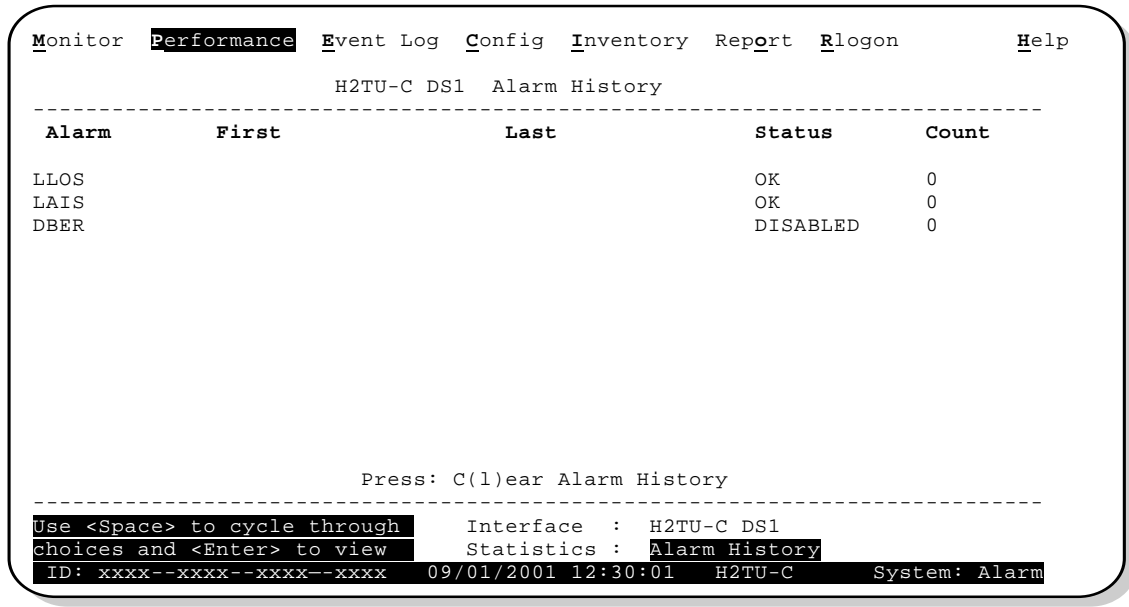 Monitor Performance Event Log Config Inventory Report Rlogon Help
H2TU-C DS1 Alarm History
--------------------------------------------------------------------------------
Alarm First Last Status Count
LLOS OK 0
LAIS OK 0
DBER DISABLED 0
Press: C(l)ear Alarm History
--------------------------------------------------------------------------------
Use <Space> to cycle through Interface : H2TU-C DS1
choices and <Enter> to view Statistics : Alarm History
ID: xxxx--xxxx--xxxx—-xxxx 09/01/2001 12:30:01 H2TU-C System: Alarm